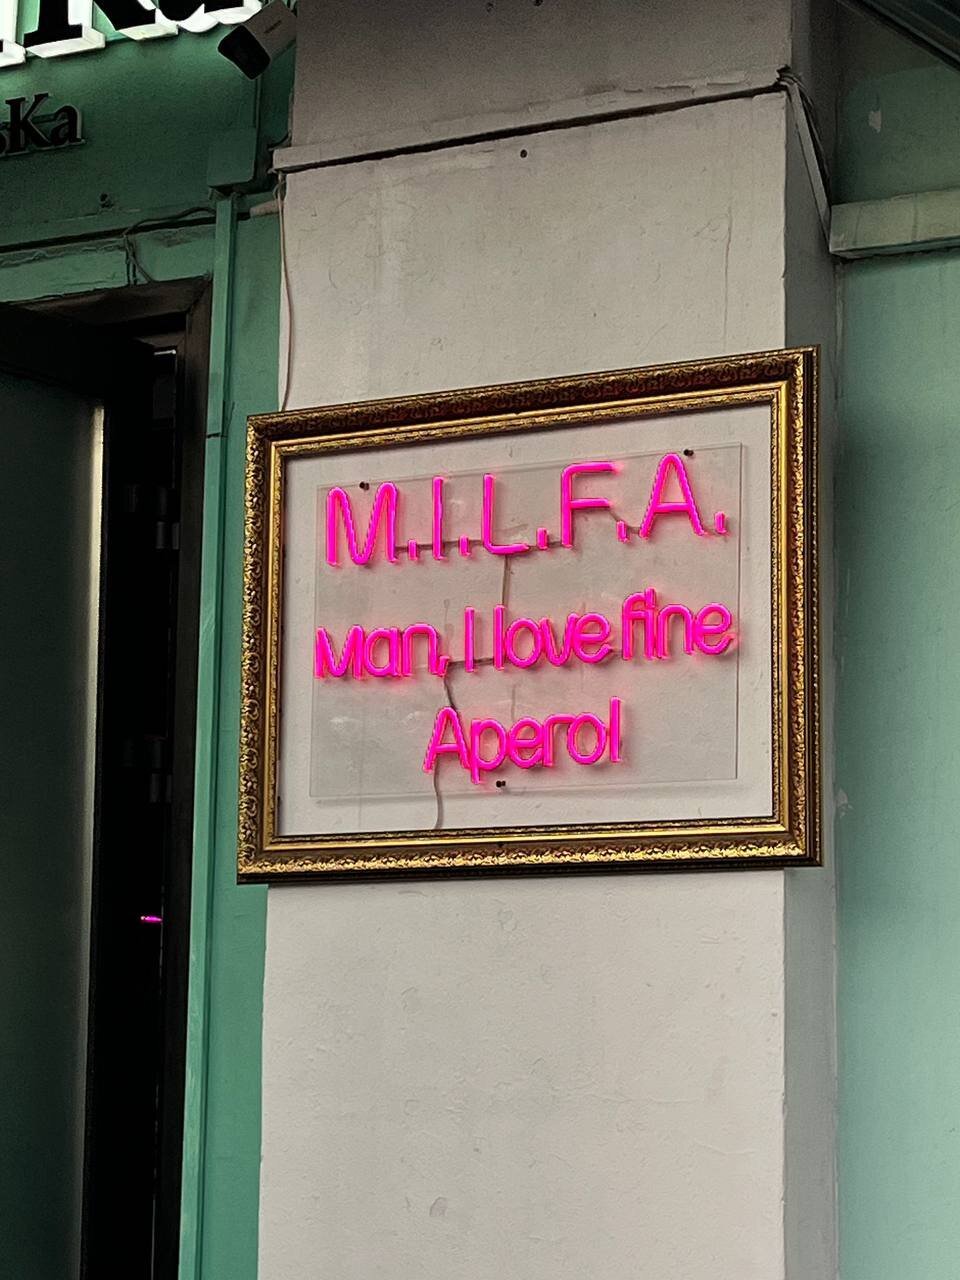 M.I.L.F.A.
Man, I love fine
Aperol